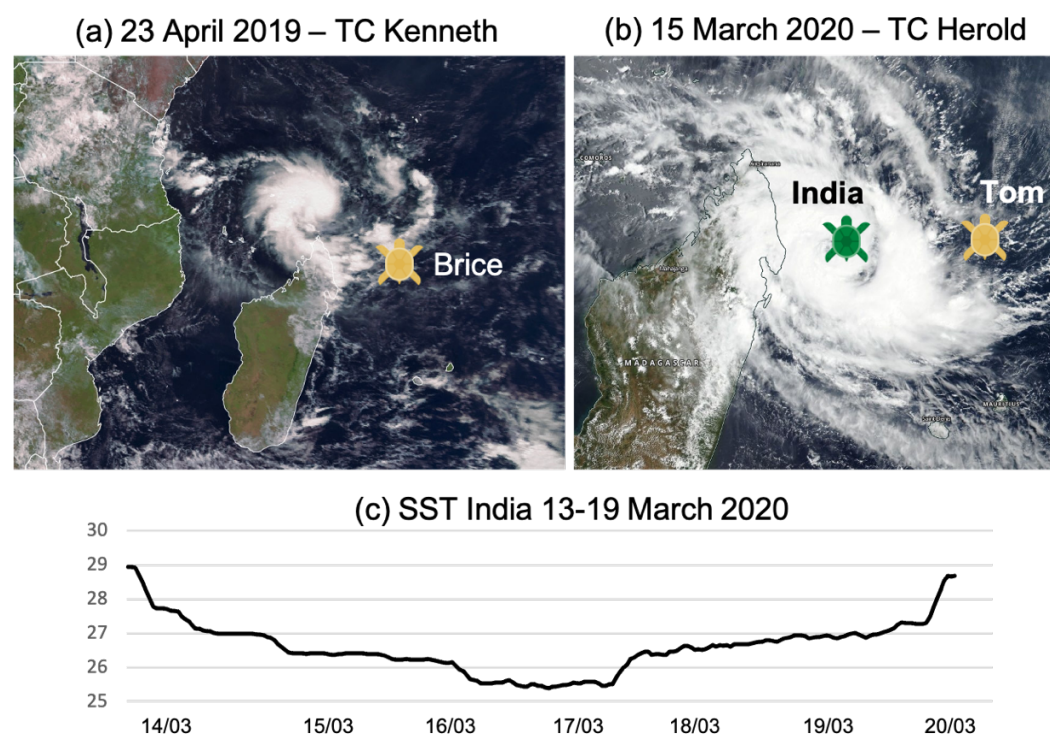 (a) 23 April 2019 – TC Kenneth
(b) 15 March 2020 – TC Herold
Brice
COMOROS
India
Tom
MADAGASCAR
MAURITIUS
(c) SST India 13-19 March 2020
30
29
28
27
26
25
14/03 15/03 16/03 17/03 18/03 19/03 20/03